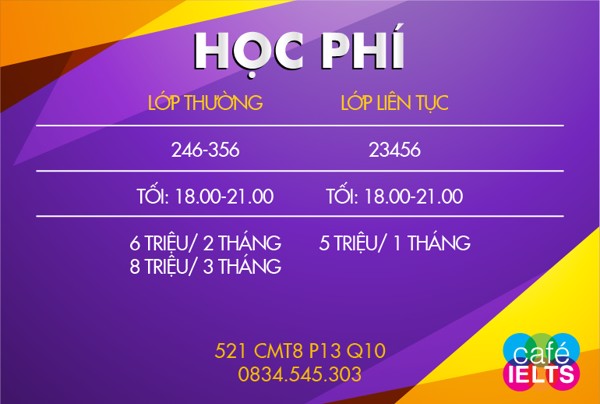 HỌC PHÍ
LỚP THƯỜNG LỚP LIÊN TỤC
246-356 23456
TỐI: 18.00-21.00 TỐI: 18.00-21.00
6 TRIỆU/ 2 THÁNG 5 TRIỆU/ 1 THÁNG
8 TRIỆU/ 3 THÁNG
521 CMT8 P13 Q10
0834.545.303
café
IELTS